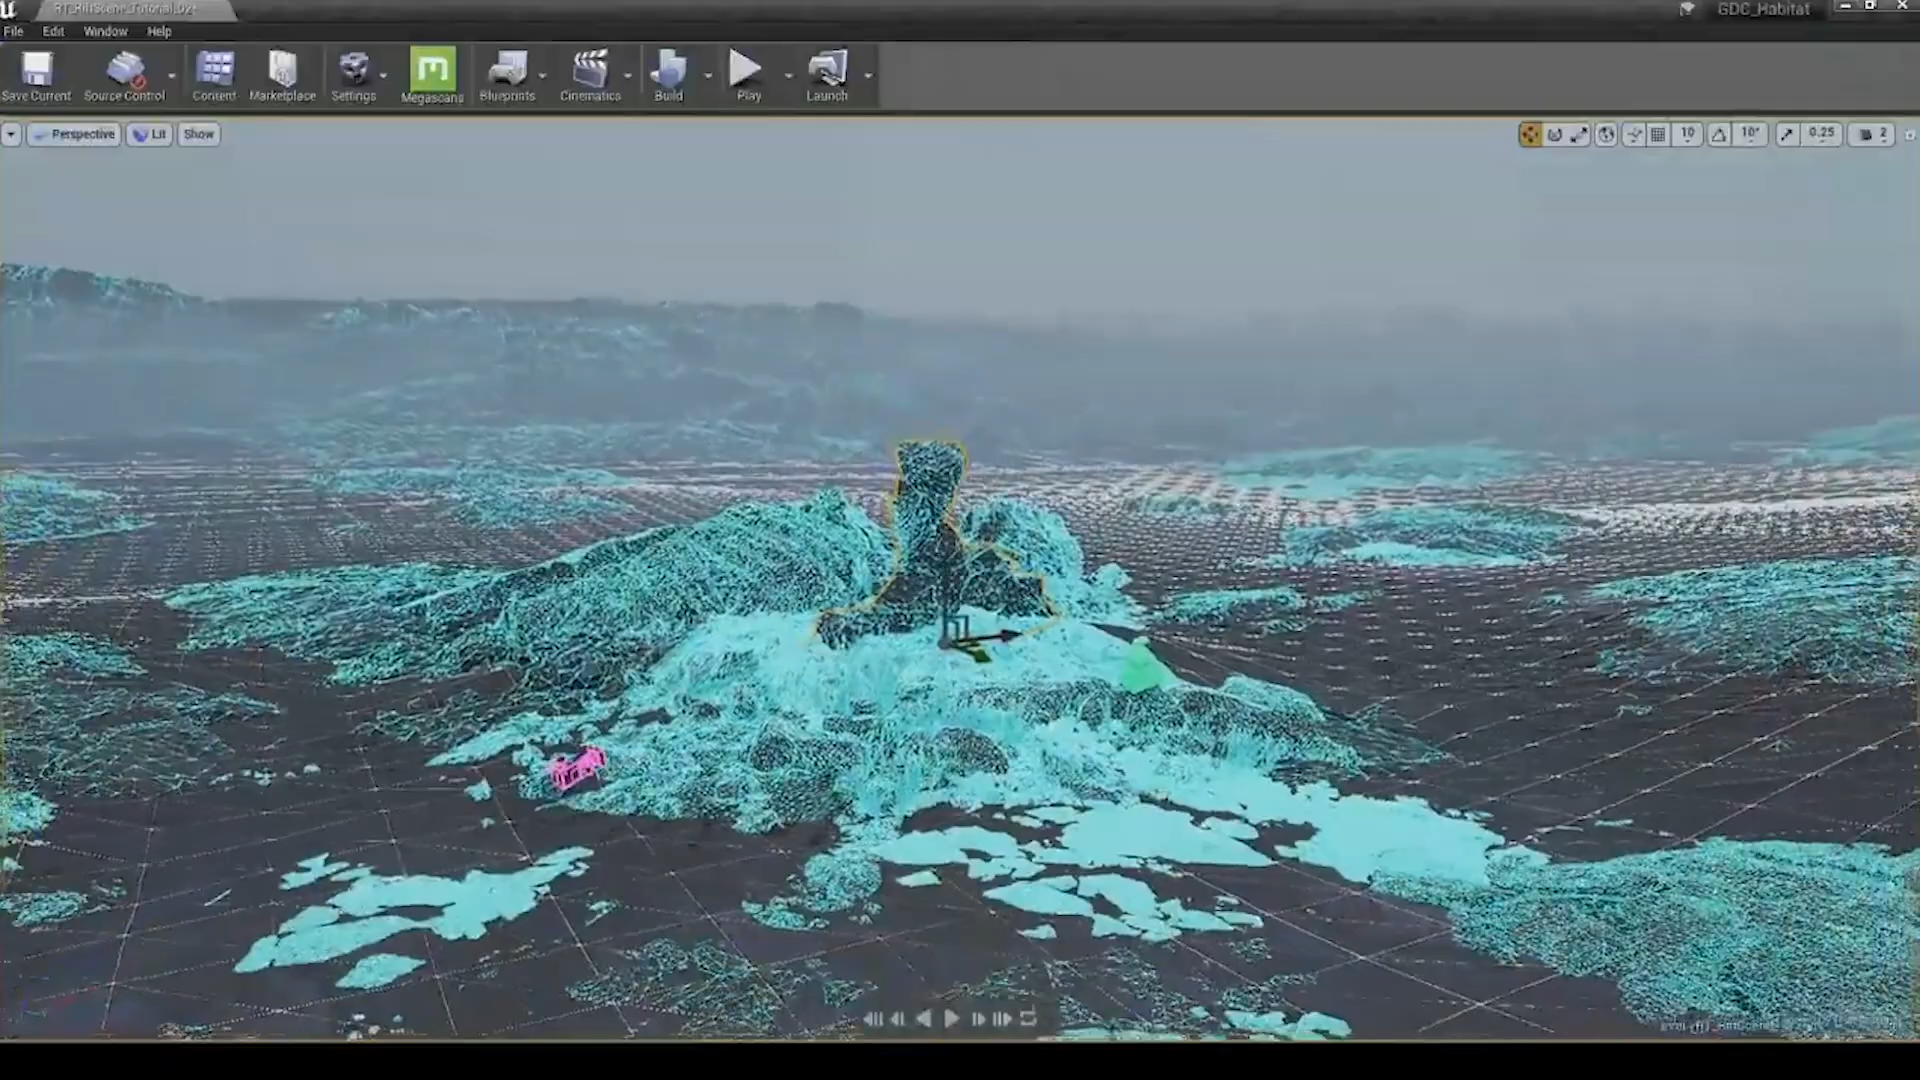 RT_RiftScene_Tutorial_02*
GDC_Habitat
File Edit Window Help
Save Current Source Control Content Marketplace Settings Megascans Blueprints Cinematics Build Play Launch
Perspective Lit Show
10 10° 0.25 2